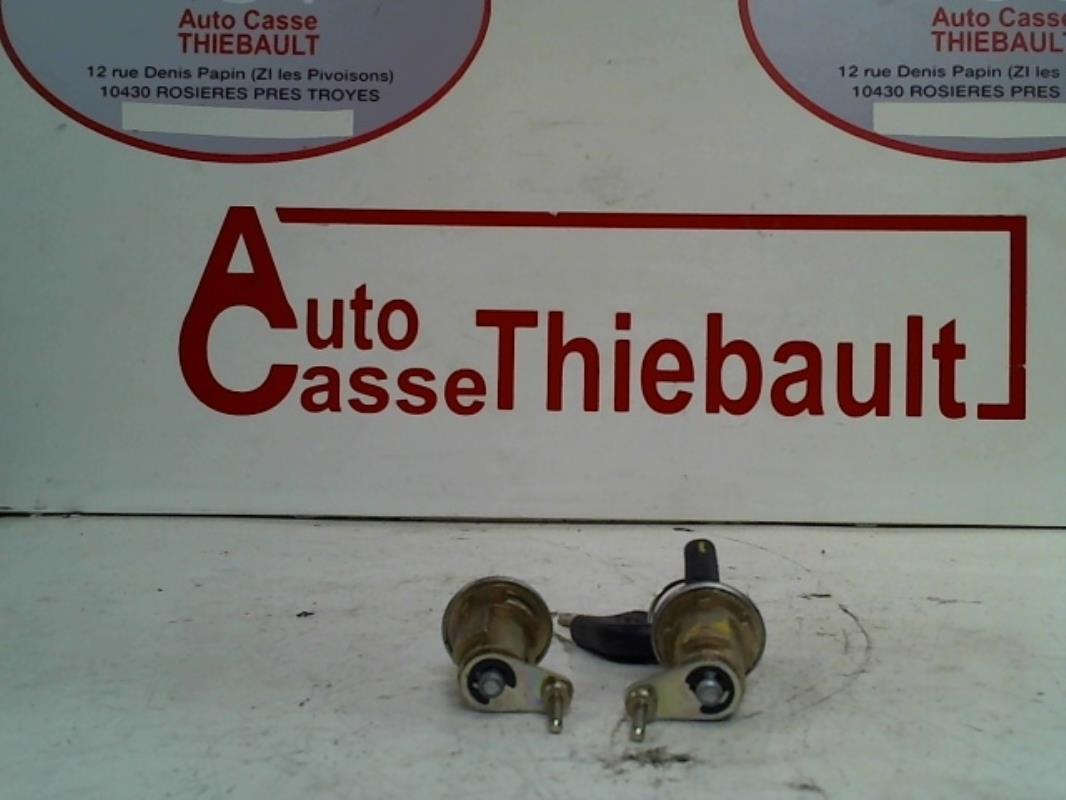 Auto Casse
THIEBAULT
12 rue Denis Papin (ZI les Pivoisons)
10430 ROSIERES PRES TROYES
Auto Casse
THIEBAULT
12 rue Denis Papin (ZI les
10430 ROSIERES PRES
Auto
Casse Thiebault